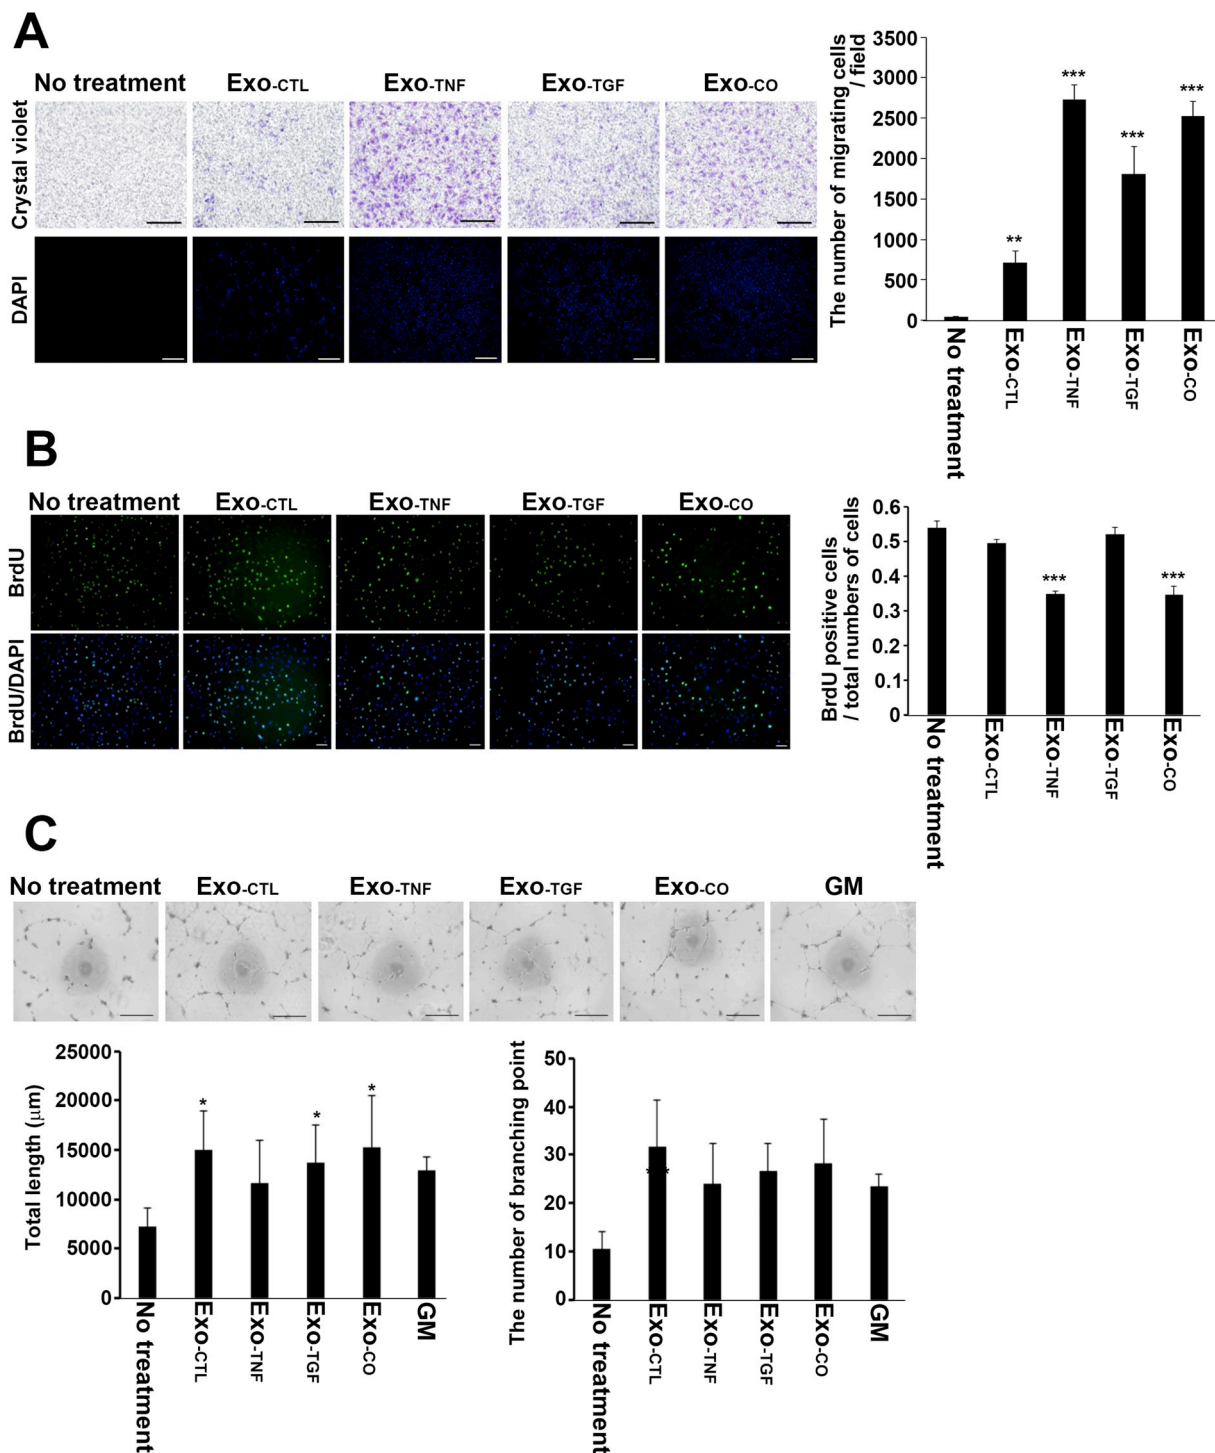 A
No treatment Exo-CTL Exo-TNF Exo-TGF Exo-CO
Crystal violet
DAPI
The number of migrating cells
/ field
3500
3000
2500
2000
1500
1000
500
0
** *** *** ***
No treatment Exo-CTL Exo-TNF Exo-TGF Exo-CO
B
No treatment Exo-CTL Exo-TNF Exo-TGF Exo-CO
BrdU
BrdU/DAPI
BrdU positive cells
/ total numbers of cells
0.6
0.5
0.4
0.3
0.2
0.1
0
*** ***
No treatment Exo-CTL Exo-TNF Exo-TGF Exo-CO
C
No treatment Exo-CTL Exo-TNF Exo-TGF Exo-CO GM
Total length (μm)
25000
20000
15000
10000
5000
0
* * *
No treatment Exo-CTL Exo-TNF Exo-TGF Exo-CO GM
The number of branching point
50
40
30
20
10
0
No treatment Exo-CTL Exo-TNF Exo-TGF Exo-CO GM